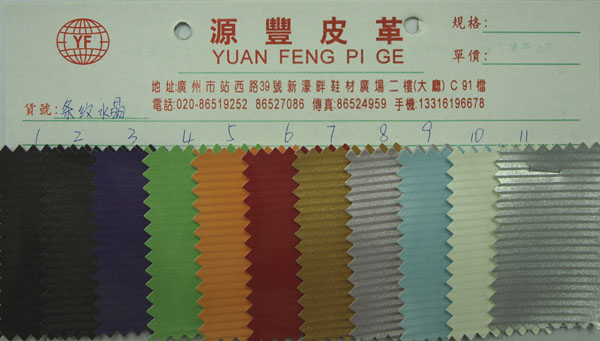 YF
源豐皮革
YUAN FENG PI GE
規格:
單價:
地址:廣州市站西路39號新濠畔鞋材廣場二樓(大廳)C91檔
電話:020-86519252 86527086 傳真:86524959 手機:13316196678
貨號:条纹水晶
1 2 3 4 5 6 7 8 9 10 11